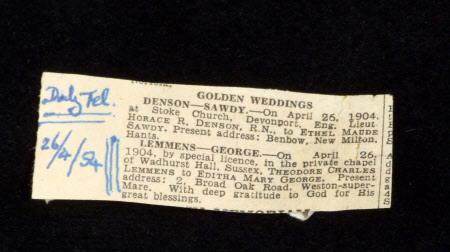 Daily Tel.
26/4/54
GOLDEN WEDDINGS
DENSON—SAWDY.—On April 26, 1904,
at Stoke Church, Devonport, Eng. Lieut
HORACE R. DENSON, R.N., to ETHEL MAUDE
SAWDY. Present address: Benbow, New Milton,
Hants.
LEMMENS—GEORGE.—On April 26,
1904, by special licence, in the private chapel
of Wadhurst Hall, Sussex, THEODORE CHARLES
LEMMENS to EDITHA MARY GEORGE. Present
address: 2, Broad Oak Road, Weston-super-
Mare. With deep gratitude to God for His
great blessings.